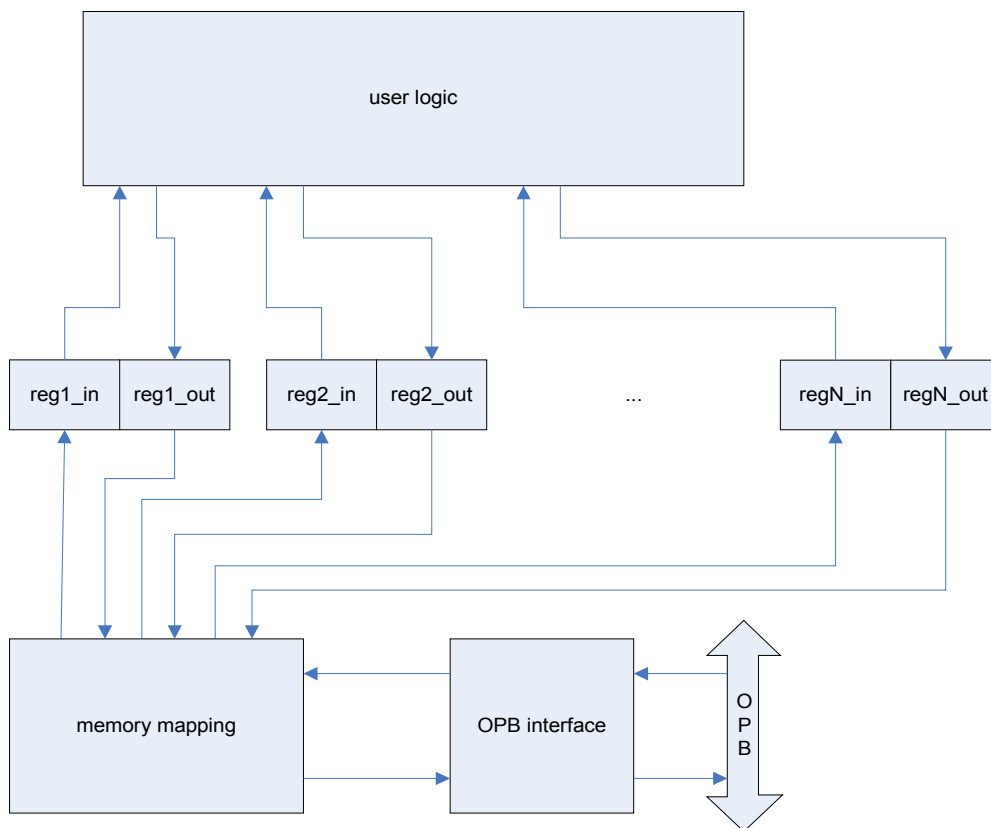 user logic
reg1_in reg1_out reg2_in reg2_out ... regN_in regN_out
memory mapping
OPB interface
O
P
B